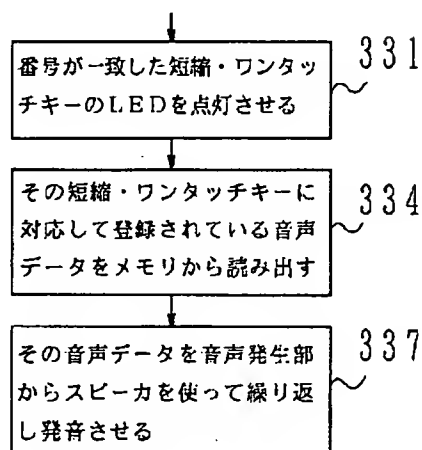 番号が一致した短縮・ワンタッ
チキーのLEDを点灯させる
331
その短縮・ワンタッチキーに
対応して登録されている音声
データをメモリから読み出す
334
その音声データを音声発生部
からスピーカを使って繰り返
し発音させる
337